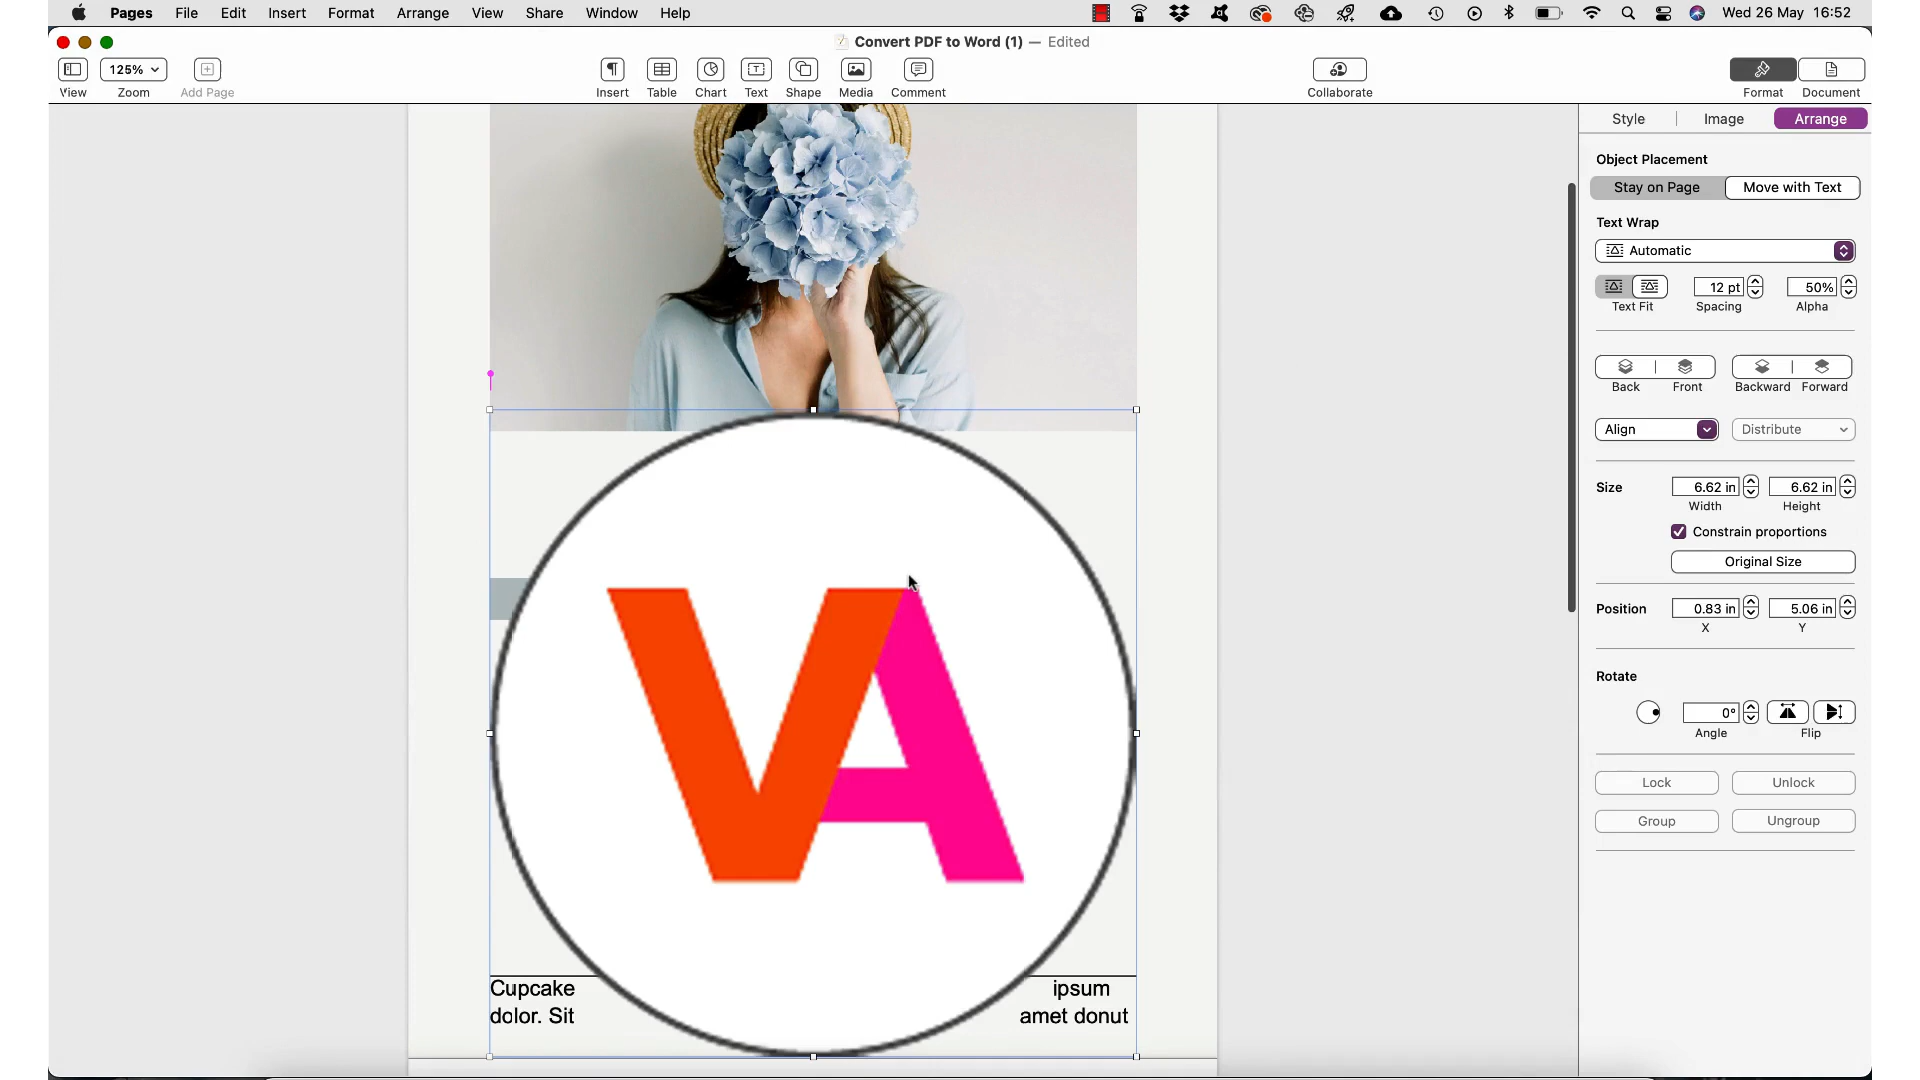 Pages File Edit Insert Format Arrange View Share Window Help Wed 26 May 16:52
Convert PDF to Word (1) — Edited
125%
View Zoom Add Page Insert Table Chart Text Shape Media Comment Collaborate Format Document
Style Image Arrange
Object Placement
Stay on Page Move with Text
Text Wrap
Automatic
12 pt 50%
Text Fit Spacing Alpha
Back Front Backward Forward
Align Distribute
Size 6.62 in 6.62 in
Width Height
Constrain proportions
Original Size
Position 0.83 in 5.06 in
X Y
Rotate
0°
Angle Flip
Lock Unlock
Group Ungroup
VA
Cupcake ipsum
dolor. Sit amet donut